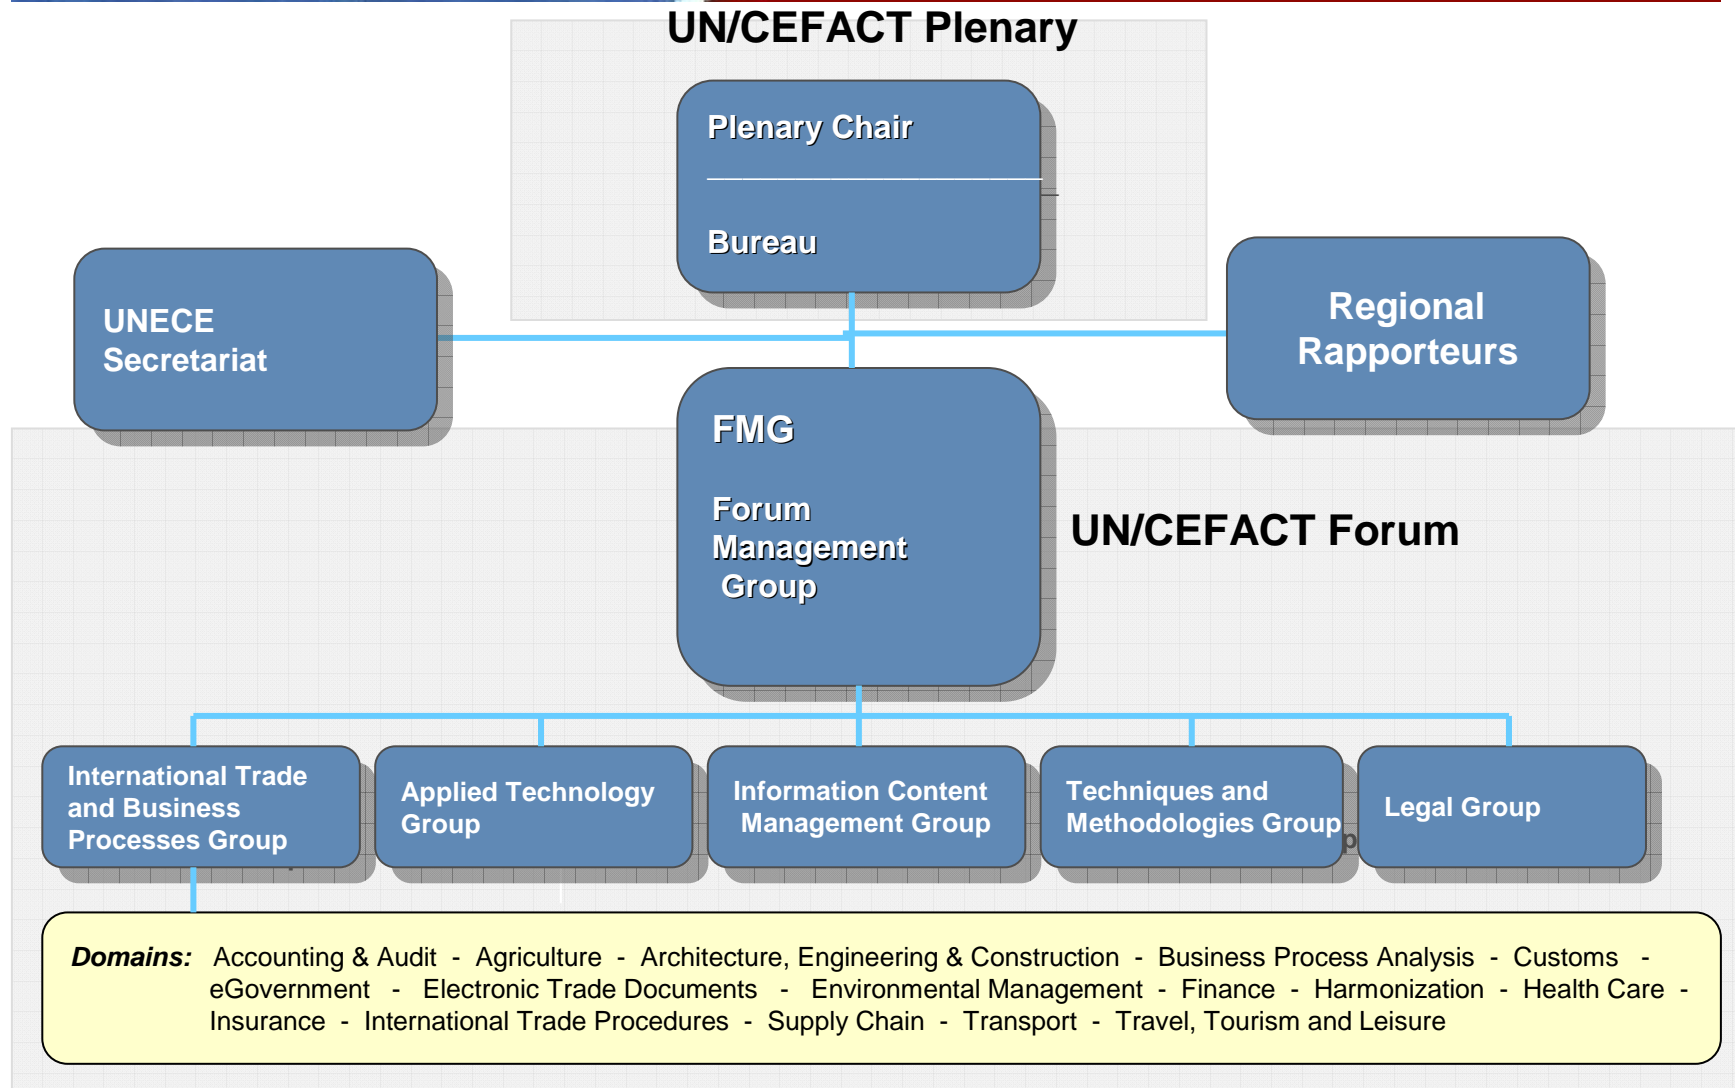 UN/CEFACT Plenary
Plenary Chair
Bureau
UNECE
Secretariat
Regional
Rapporteurs
FMG
Forum
Management
Group
UN/CEFACT Forum
International Trade
and Business
Processes Group
Applied Technology
Group
Information Content
Management Group
Techniques and
Methodologies Group
Legal Group
Domains: Accounting & Audit - Agriculture - Architecture, Engineering & Construction - Business Process Analysis - Customs -
eGovernment - Electronic Trade Documents - Environmental Management - Finance - Harmonization - Health Care -
Insurance - International Trade Procedures - Supply Chain - Transport - Travel, Tourism and Leisure